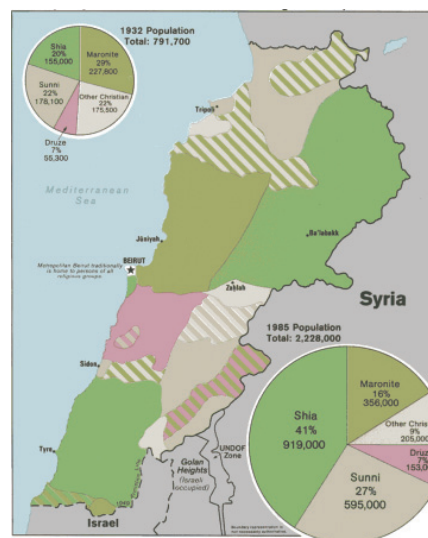 1932 Population
Total: 791,700
Shia
20%
155,000
Maronite
29%
227,800
Sunni
22%
178,100
Other Christian
22%
175,500
Druze
7%
55,300
Tripoli
Mediterranean
Sea
Jūniyah
Ba'labakk
BEIRUT
Metropolitan Beirut traditionally
is home to persons of all
religious groups.
Zaḥlah
Syria
1985 Population
Total: 2,228,000
Sidon
Maronite
16%
356,000
Shia
41%
919,000
Other Chris
9%
205,000
Druze
7%
153,0
Sunni
27%
595,000
Tyre
UNDOF
Zone
Golan
Heights
(Israeli
occupied)
Israel